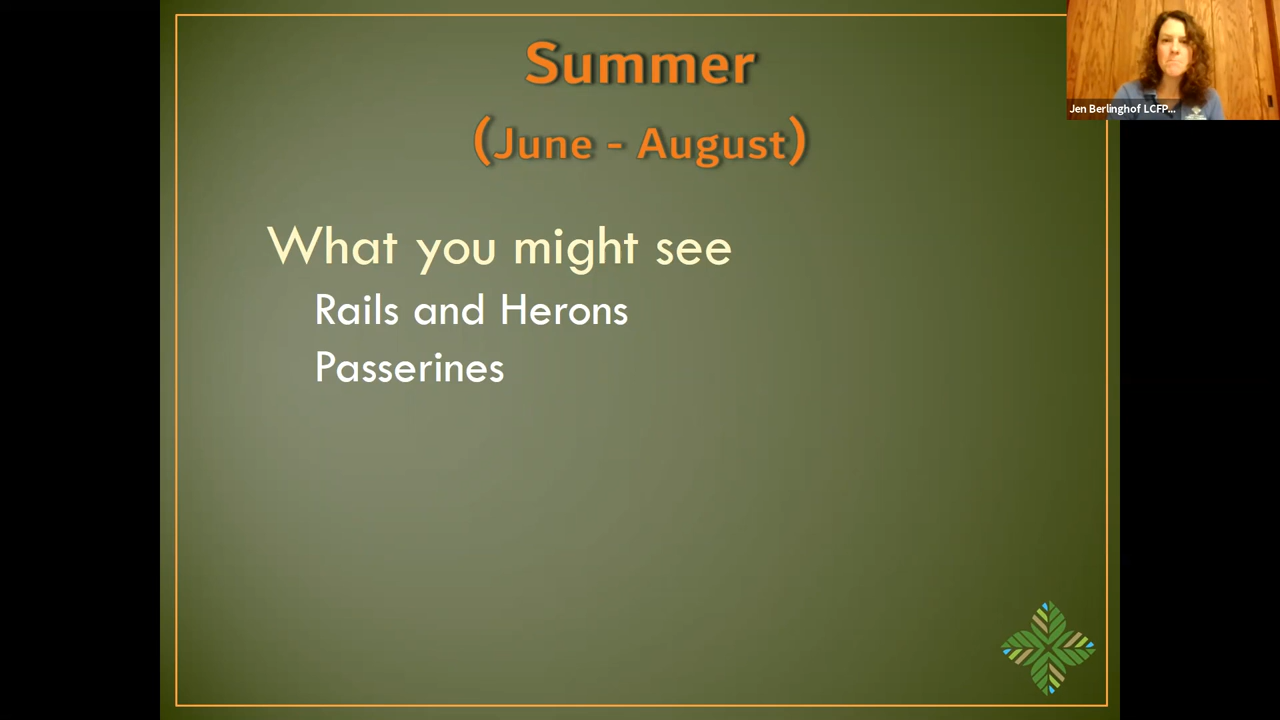 Summer
(June - August)
What you might see
Rails and Herons
Passerines
Jen Berlinghof LCFP...